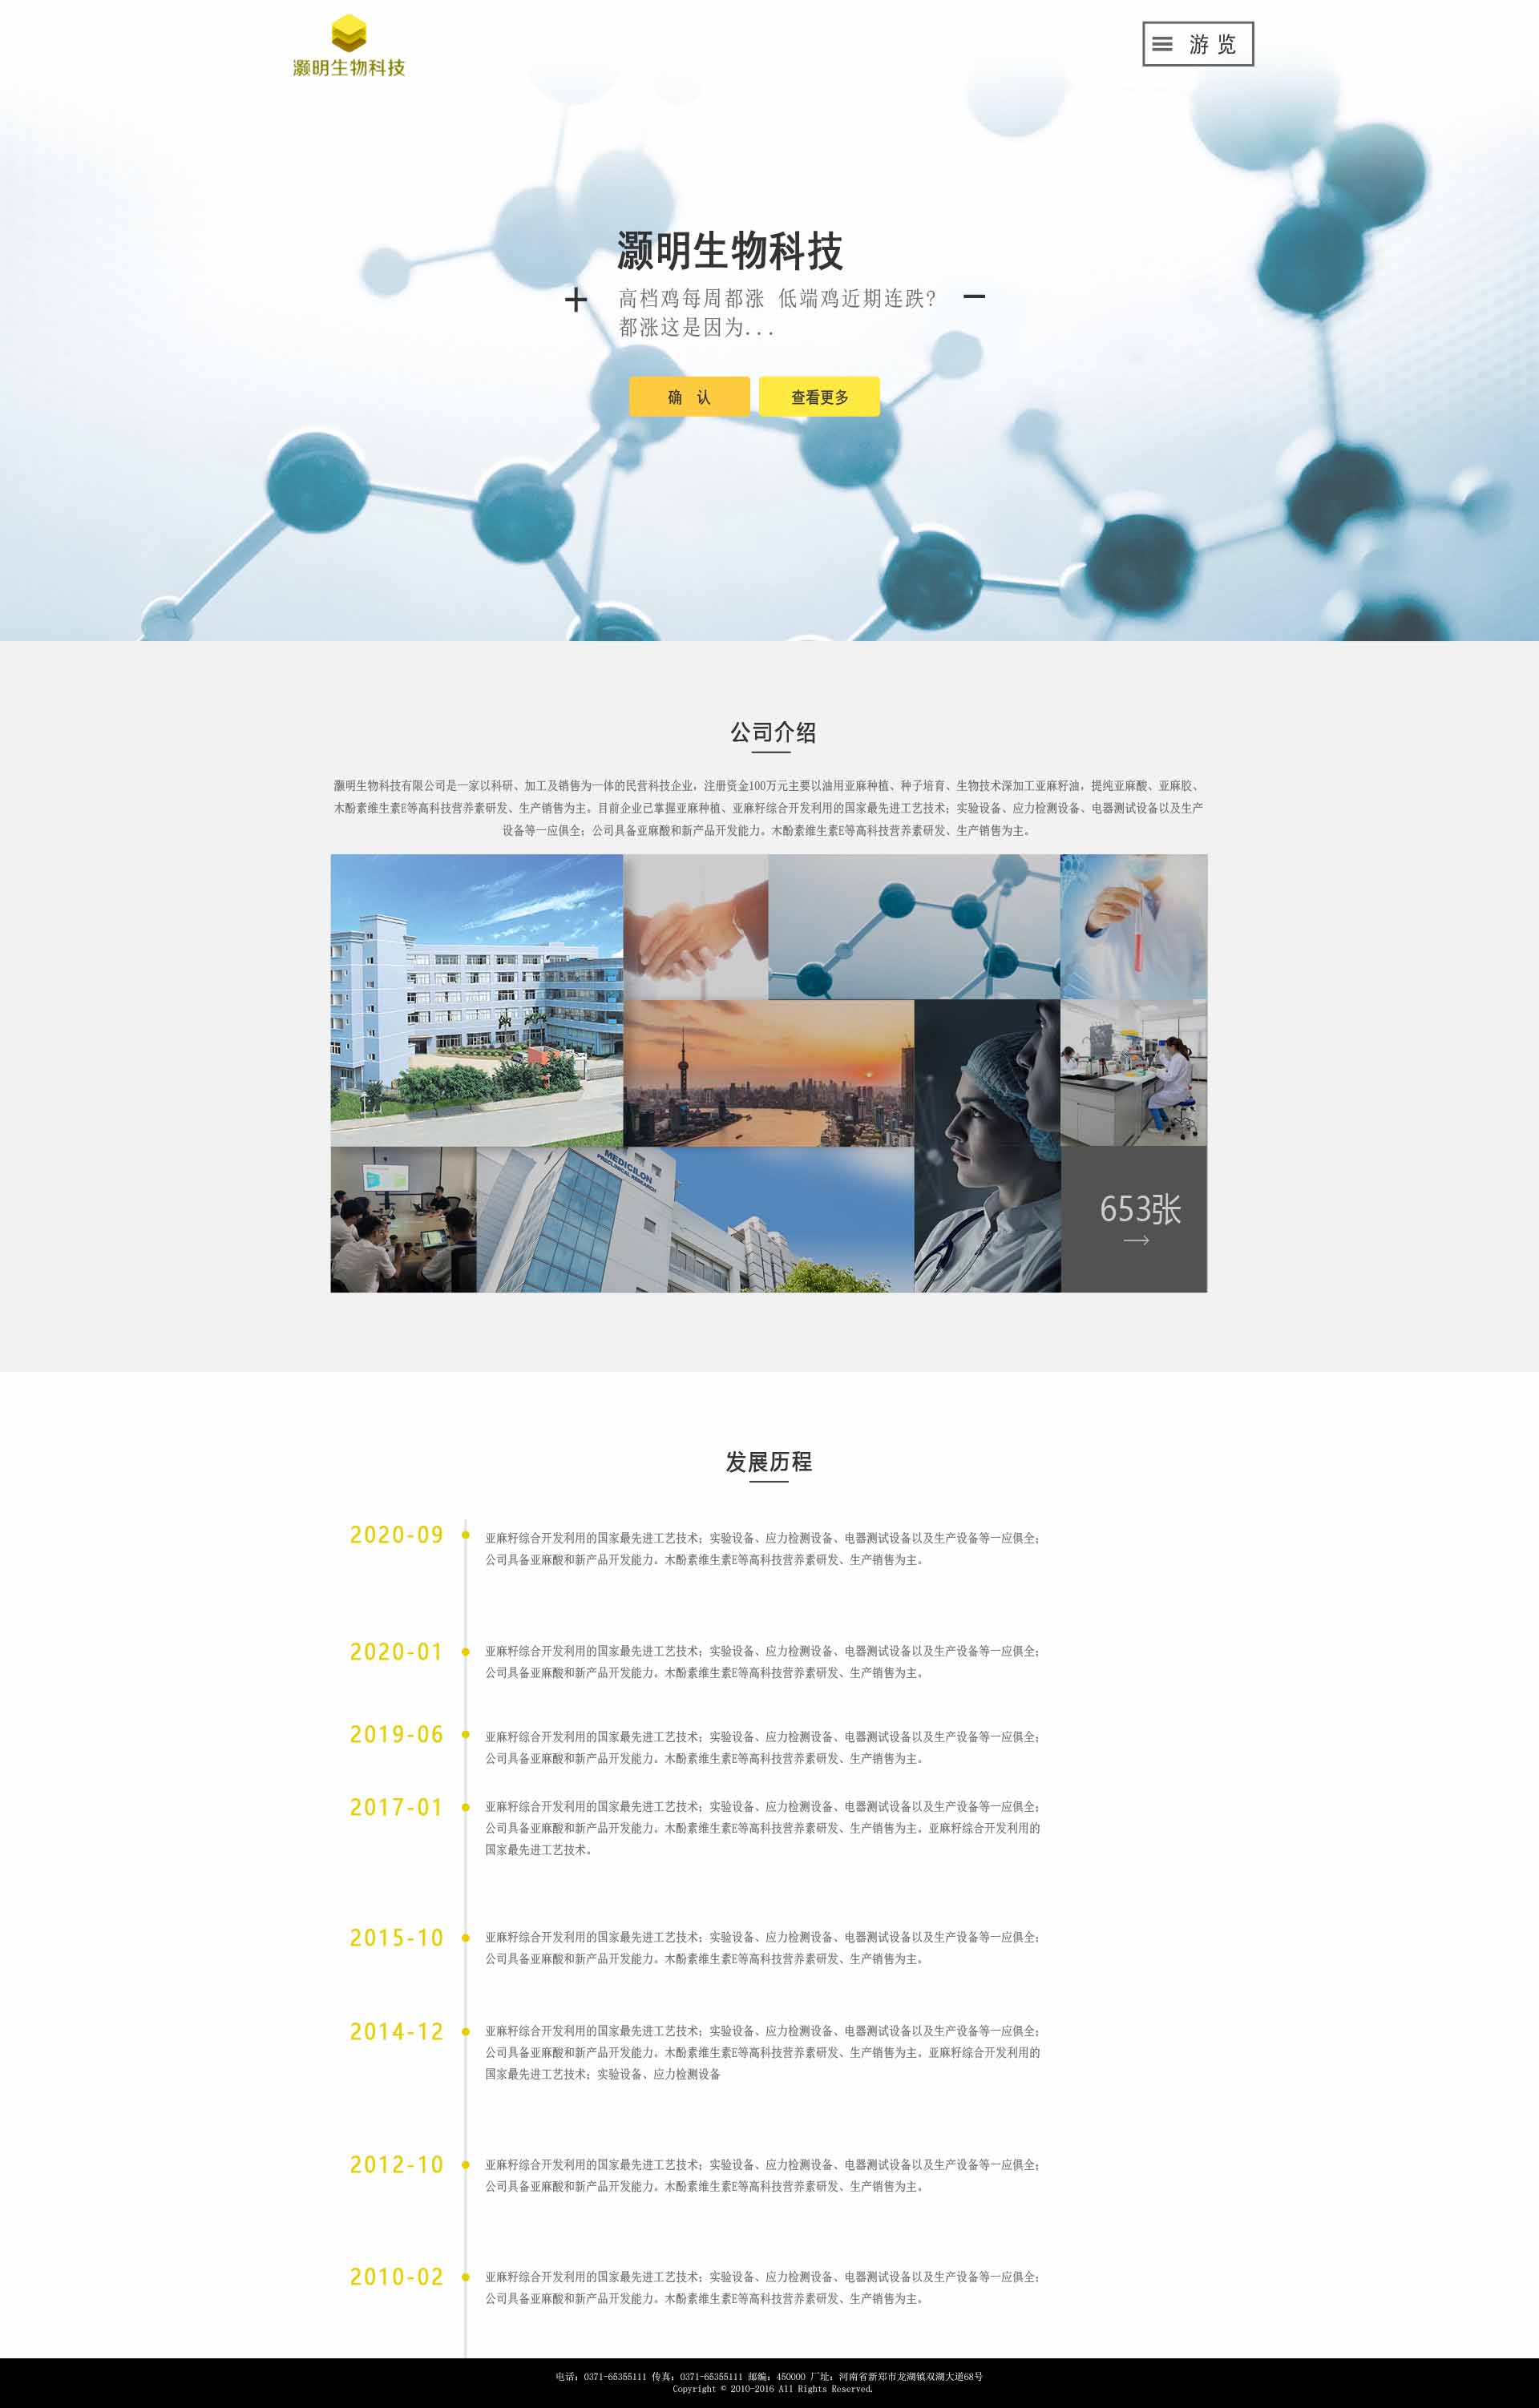 灏明生物科技
游 览
灏明生物科技
+
高档鸡每周都涨 低端鸡近期连跌?
都涨这是因为...
确 认
查看更多
公司介绍
灏明生物科技有限公司是一家以科研、加工及销售为一体的民营科技企业，注册资金100万元主要以油用亚麻种植、种子培育、生物技术深加工亚麻籽油，提纯亚麻酸、亚麻胶、
木酚素维生素E等高科技营养素研发、生产销售为主。目前企业已掌握亚麻种植、亚麻籽综合开发利用的国家最先进工艺技术；实验设备、应力检测设备、电器测试设备以及生产
设备等一应俱全；公司具备亚麻酸和新产品开发能力。木酚素维生素E等高科技营养素研发、生产销售为主。
MEDICILON
PRECLINICAL RESEARCH
653张
发展历程
2020-09
亚麻籽综合开发利用的国家最先进工艺技术；实验设备、应力检测设备、电器测试设备以及生产设备等一应俱全；
公司具备亚麻酸和新产品开发能力。木酚素维生素E等高科技营养素研发、生产销售为主。
2020-01
亚麻籽综合开发利用的国家最先进工艺技术；实验设备、应力检测设备、电器测试设备以及生产设备等一应俱全；
公司具备亚麻酸和新产品开发能力。木酚素维生素E等高科技营养素研发、生产销售为主。
2019-06
亚麻籽综合开发利用的国家最先进工艺技术；实验设备、应力检测设备、电器测试设备以及生产设备等一应俱全；
公司具备亚麻酸和新产品开发能力。木酚素维生素E等高科技营养素研发、生产销售为主。
2017-01
亚麻籽综合开发利用的国家最先进工艺技术；实验设备、应力检测设备、电器测试设备以及生产设备等一应俱全；
公司具备亚麻酸和新产品开发能力。木酚素维生素E等高科技营养素研发、生产销售为主。亚麻籽综合开发利用的
国家最先进工艺技术。
2015-10
亚麻籽综合开发利用的国家最先进工艺技术；实验设备、应力检测设备、电器测试设备以及生产设备等一应俱全；
公司具备亚麻酸和新产品开发能力。木酚素维生素E等高科技营养素研发、生产销售为主。
2014-12
亚麻籽综合开发利用的国家最先进工艺技术；实验设备、应力检测设备、电器测试设备以及生产设备等一应俱全；
公司具备亚麻酸和新产品开发能力。木酚素维生素E等高科技营养素研发、生产销售为主。亚麻籽综合开发利用的
国家最先进工艺技术；实验设备、应力检测设备
2012-10
亚麻籽综合开发利用的国家最先进工艺技术；实验设备、应力检测设备、电器测试设备以及生产设备等一应俱全；
公司具备亚麻酸和新产品开发能力。木酚素维生素E等高科技营养素研发、生产销售为主。
2010-02
亚麻籽综合开发利用的国家最先进工艺技术；实验设备、应力检测设备、电器测试设备以及生产设备等一应俱全；
公司具备亚麻酸和新产品开发能力。木酚素维生素E等高科技营养素研发、生产销售为主。
电话：0371-65355111 传真：0371-65355111 邮编：450000 厂址：河南省新郑市龙湖镇双湖大道68号
Copyright © 2010-2016 All Rights Reserved.